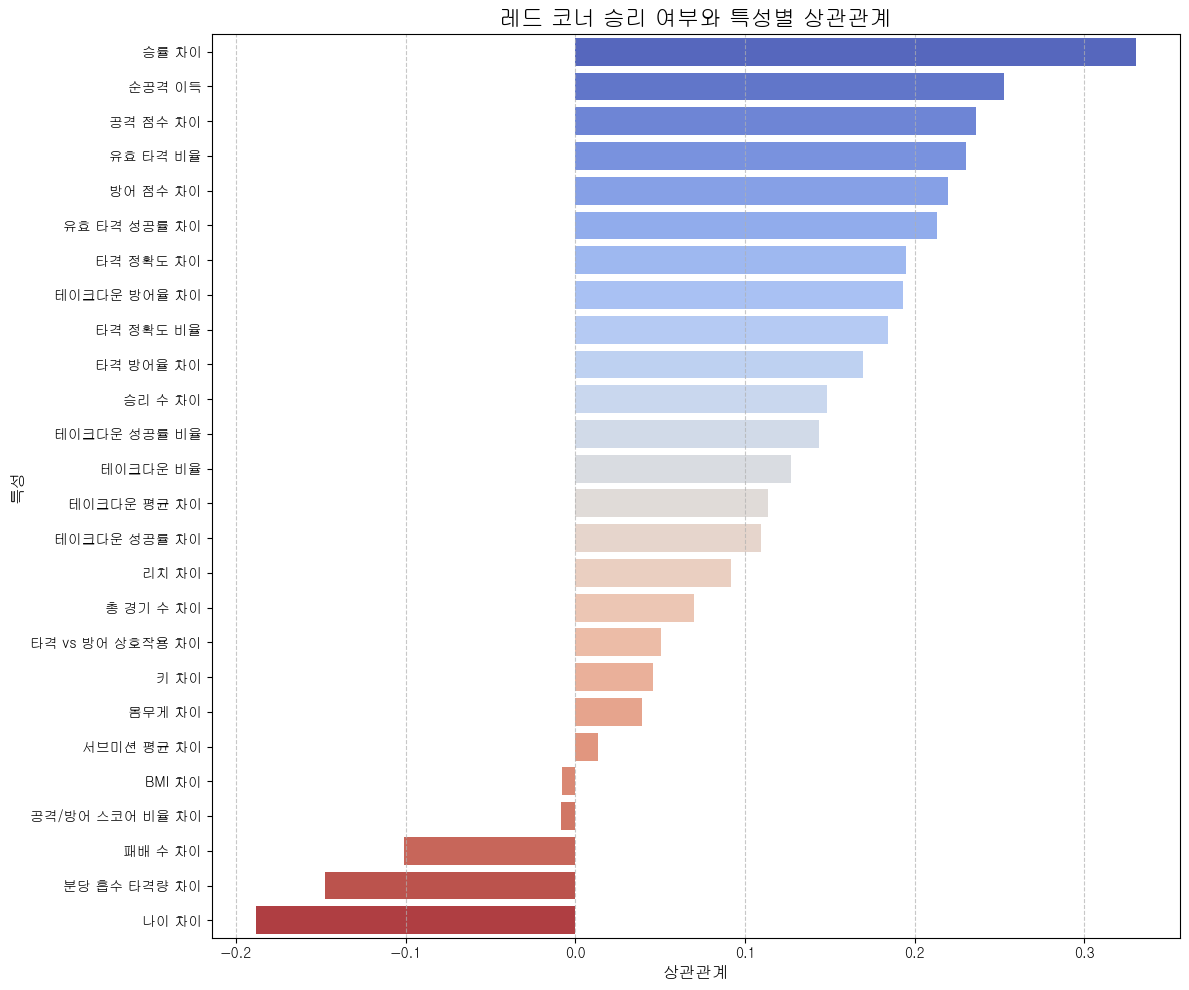 레드 코너 승리 여부와 특성별 상관관계
승률 차이
순공격 이득
공격 점수 차이
유효 타격 비율
방어 점수 차이
유효 타격 성공률 차이
타격 정확도 차이
테이크다운 방어율 차이
타격 정확도 비율
타격 방어율 차이
승리 수 차이
테이크다운 성공률 비율
테이크다운 비율
테이크다운 평균 차이
테이크다운 성공률 차이
리치 차이
총 경기 수 차이
타격 vs 방어 상호작용 차이
키 차이
몸무게 차이
서브미션 평균 차이
BMI 차이
공격/방어 스코어 비율 차이
패배 수 차이
분당 흡수 타격량 차이
나이 차이
특성
−0.2 −0.1 0.0 0.1 0.2 0.3
상관관계